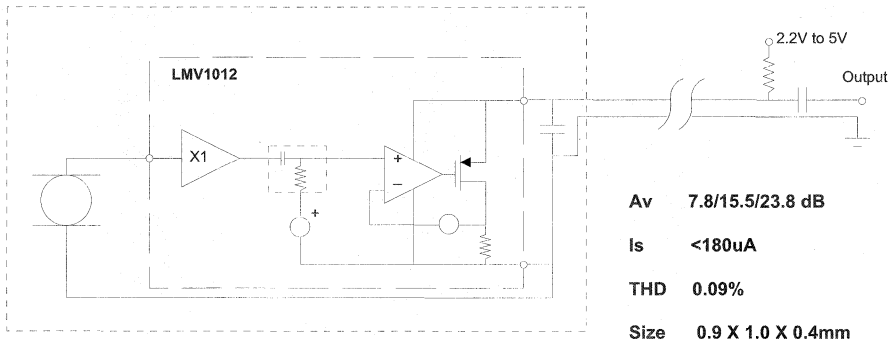 2.2V to 5V
LMV1012
Output
X1
+
−
+
Av 7.8/15.5/23.8 dB
Is <180uA
THD 0.09%
Size 0.9 X 1.0 X 0.4mm